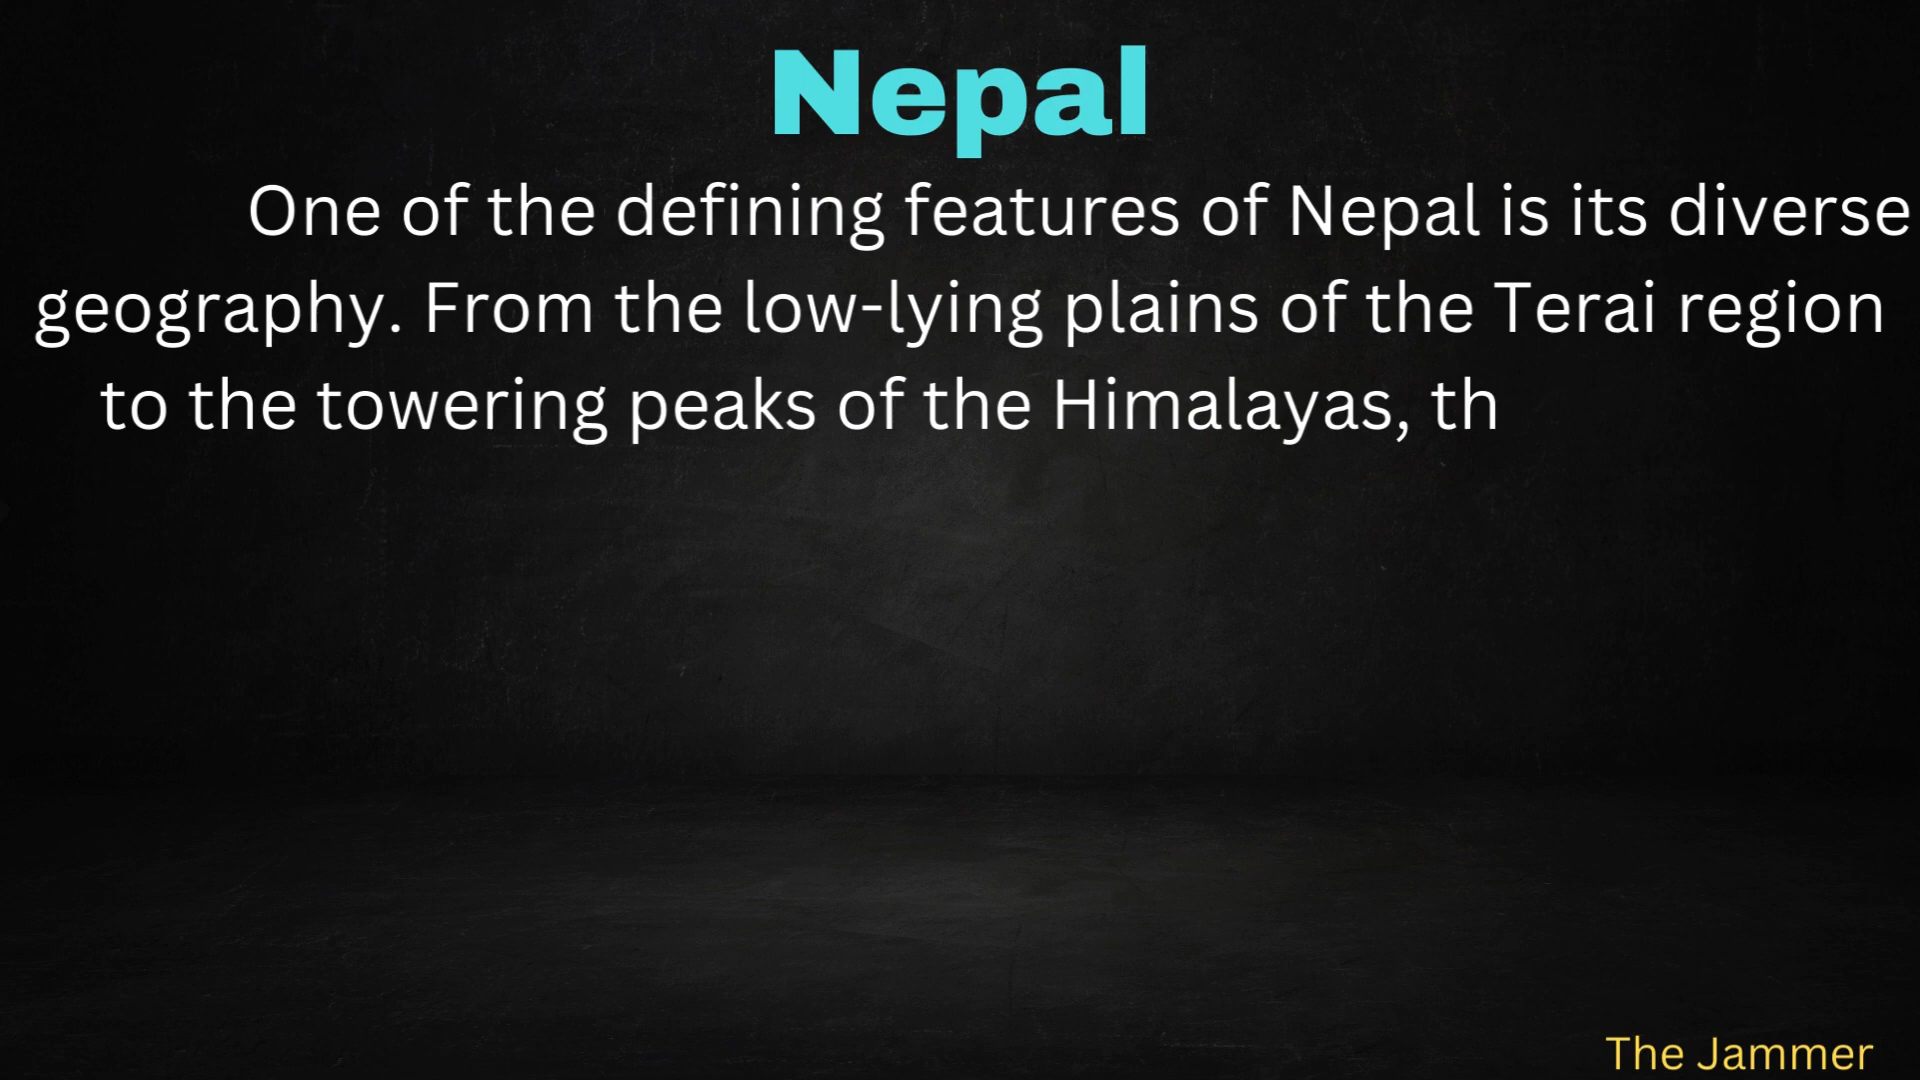 Nepal
One of the defining features of Nepal is its diverse
geography. From the low-lying plains of the Terai region
to the towering peaks of the Himalayas, th
The Jammer